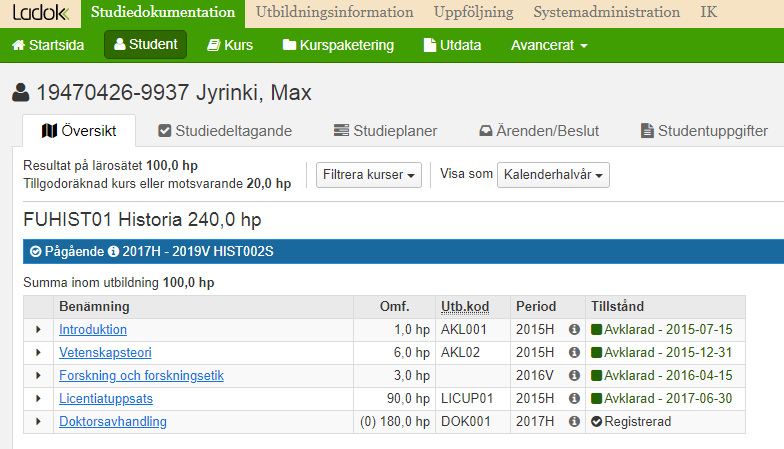 Ladok Studiedokumentation Utbildningsinformation Uppföljning Systemadministration IK
Startsida Student Kurs Kurspaketering Utdata Avancerat
19470426-9937 Jyrinki, Max
Översikt Studiedeltagande Studieplaner Ärenden/Beslut Studentuppgifter
Resultat på lärosätet 100,0 hp
Tillgodoräknad kurs eller motsvarande 20,0 hp
Filtrera kurser Visa som Kalenderhalvår
FUHIST01 Historia 240,0 hp
Pågående 2017H - 2019V HIST002S
Summa inom utbildning 100,0 hp
Benämning Omf. Utb.kod Period Tillstånd
Introduktion 1,0 hp AKL001 2015H Avklarad - 2015-07-15
Vetenskapsteori 6,0 hp AKL02 2015H Avklarad - 2015-12-31
Forskning och forskningsetik 3,0 hp 2016V Avklarad - 2016-04-15
Licentiatuppsats 90,0 hp LICUP01 2015H Avklarad - 2017-06-30
Doktorsavhandling (0) 180,0 hp DOK001 2017H Registrerad